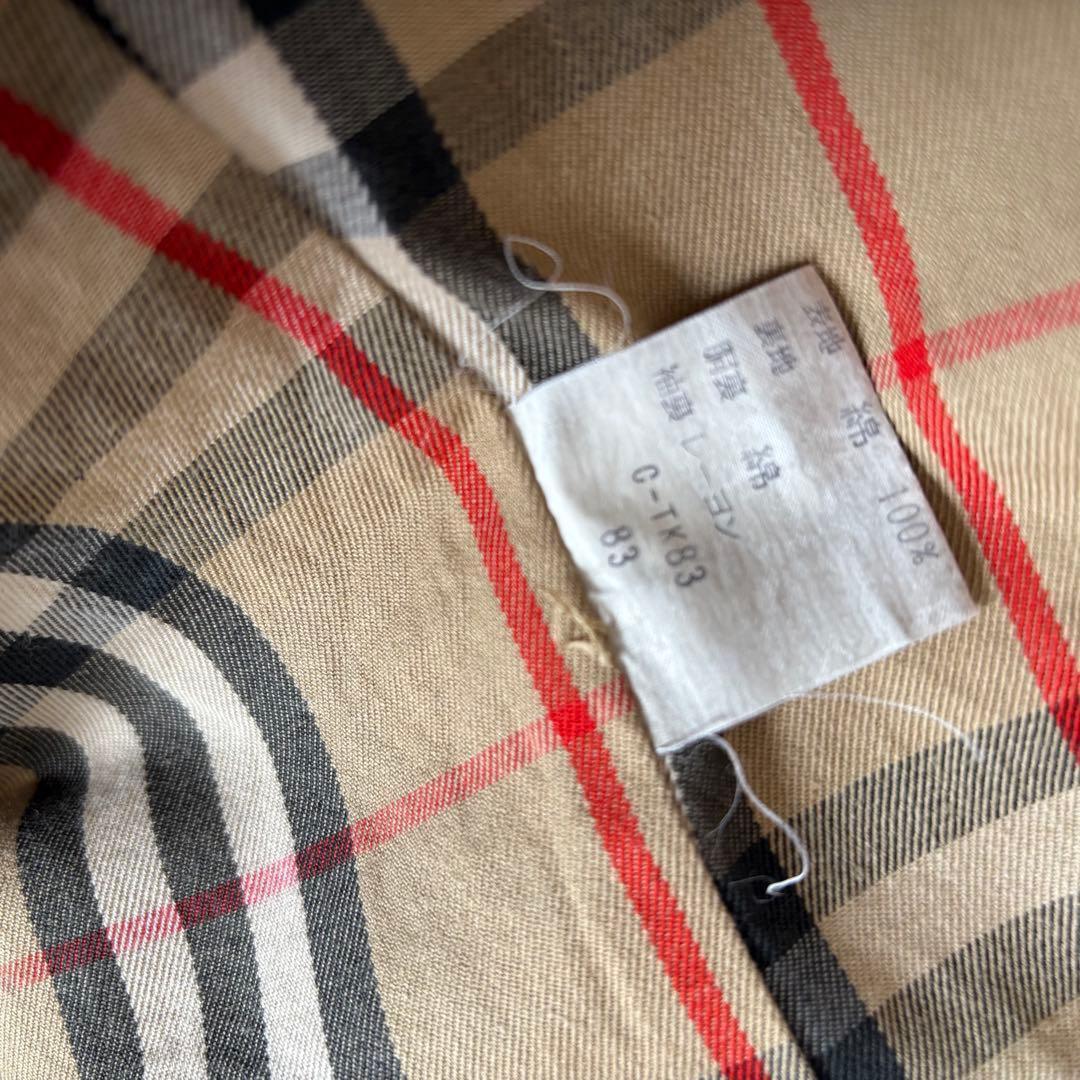 表地 綿 100%
裏地
胴裏 綿
袖裏 レーヨン
C-TK83
83